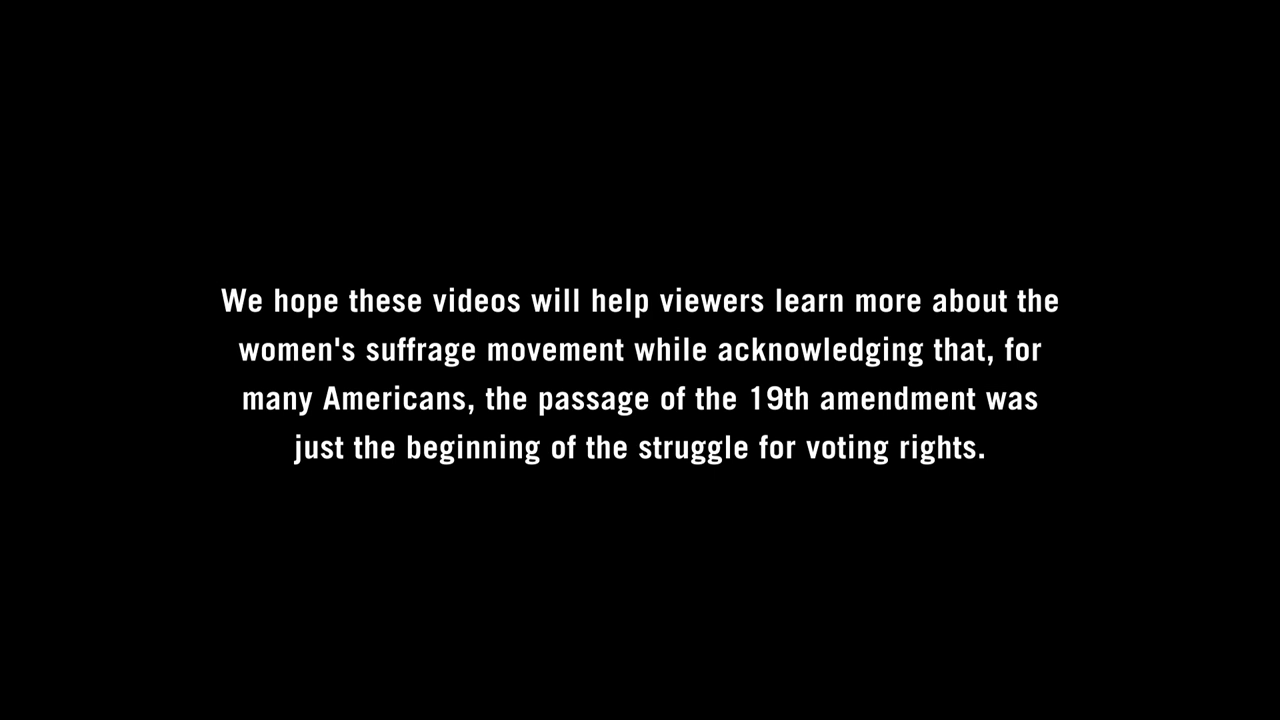 We hope these videos will help viewers learn more about the
women's suffrage movement while acknowledging that, for
many Americans, the passage of the 19th amendment was
just the beginning of the struggle for voting rights.